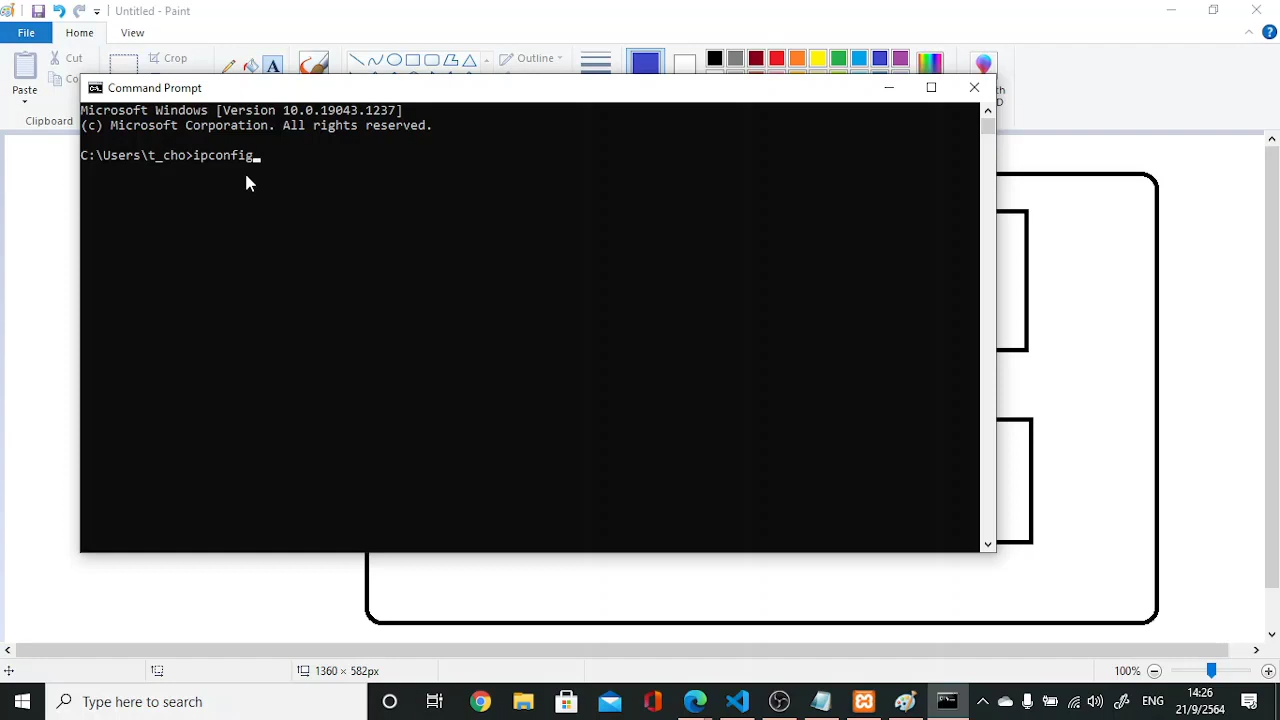 Untitled - Paint
File
Home
View
Cut
Crop
Outline
Paste
Clipboard
Command Prompt
Microsoft Windows [Version 10.0.19043.1237]
(c) Microsoft Corporation. All rights reserved.
C:\Users\t_cho>ipconfig
1360 × 582px
100%
Type here to search
ENG
14:26
21/9/2564